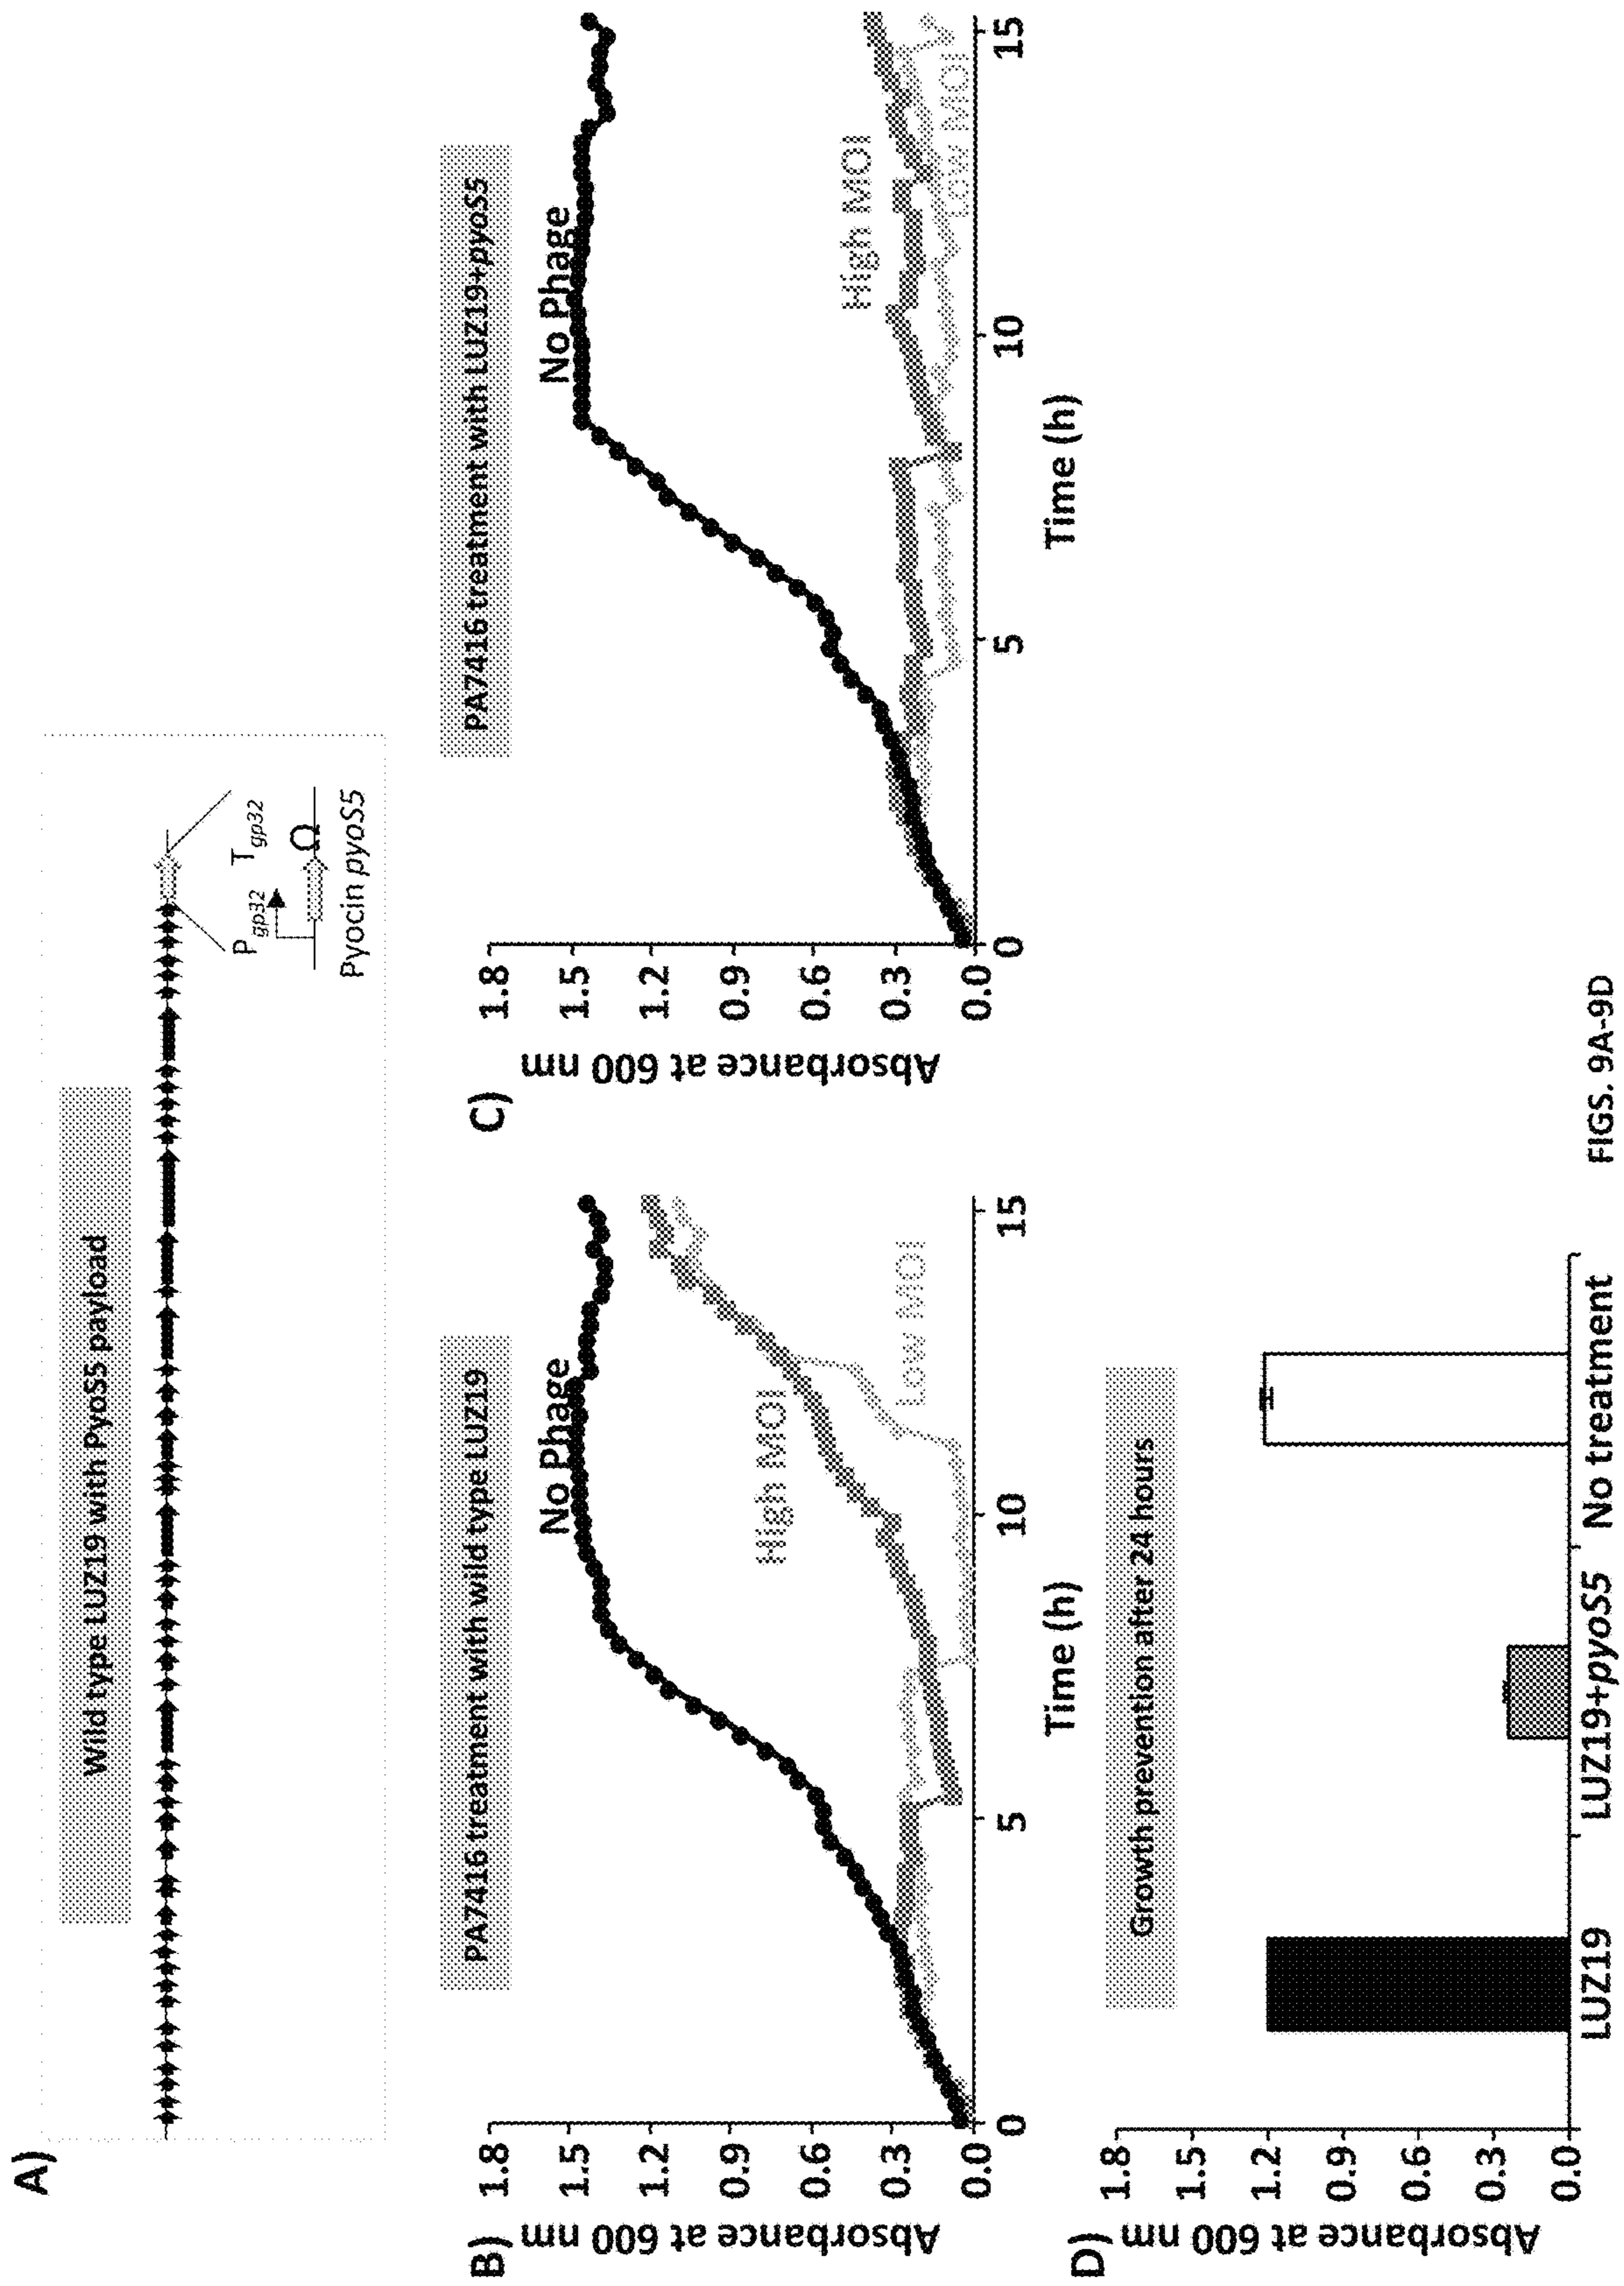 A)
Wild type LUZ19 with PyoS5 payload
P gp32
T gp32
Ω
Pyocin pyoS5
B)
PA7416 treatment with wild type LUZ19
Absorbance at 600 nm
1.8
1.5
1.2
0.9
0.6
0.3
0.0
No Phage
High MOI
Low MOI
0
5
10
15
Time (h)
C)
PA7416 treatment with LUZ19+pyoS5
Absorbance at 600 nm
1.8
1.5
1.2
0.9
0.6
0.3
0.0
No Phage
High MOI
Low MOI
0
5
10
15
Time (h)
D)
Growth prevention after 24 hours
Absorbance at 600 nm
1.8
1.5
1.2
0.9
0.6
0.3
0.0
LUZ19
LUZ19+pyoS5
No treatment
FIGS. 9A-9D